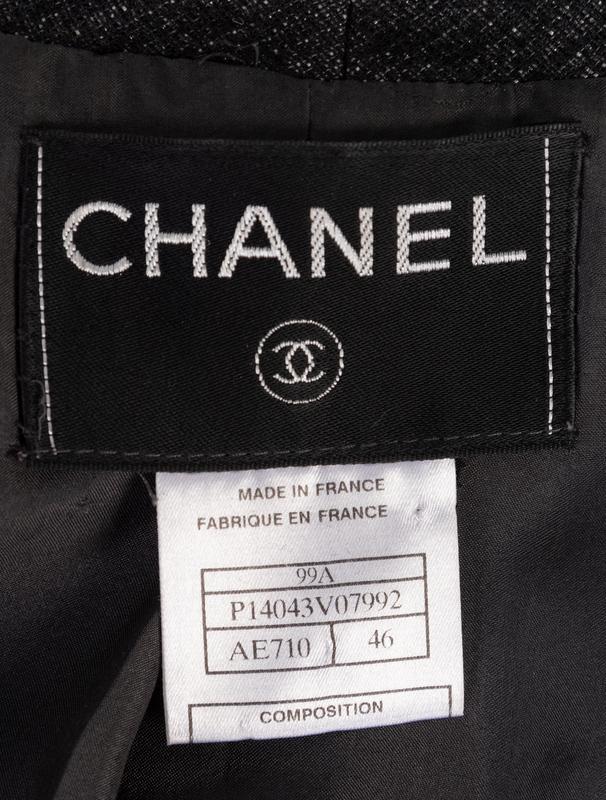 CHANEL
MADE IN FRANCE
FABRIQUE EN FRANCE
99A
P14043V07992
AE710 46
COMPOSITION